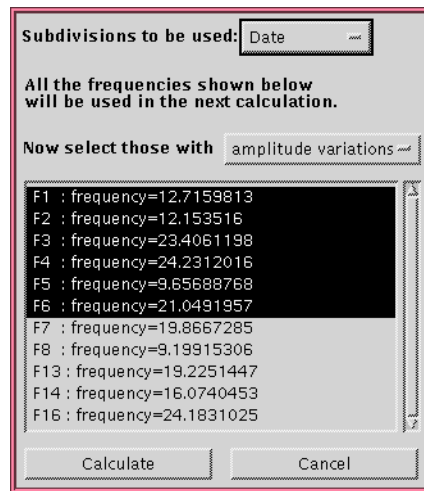 Subdivisions to be used: Date
All the frequencies shown below
will be used in the next calculation.
Now select those with amplitude variations
F1 : frequency=12.7159813
F2 : frequency=12.153516
F3 : frequency=23.4061198
F4 : frequency=24.2312016
F5 : frequency=9.65688768
F6 : frequency=21.0491957
F7 : frequency=19.8667285
F8 : frequency=9.19915306
F13 : frequency=19.2251447
F14 : frequency=16.0740453
F16 : frequency=24.1831025
Calculate Cancel